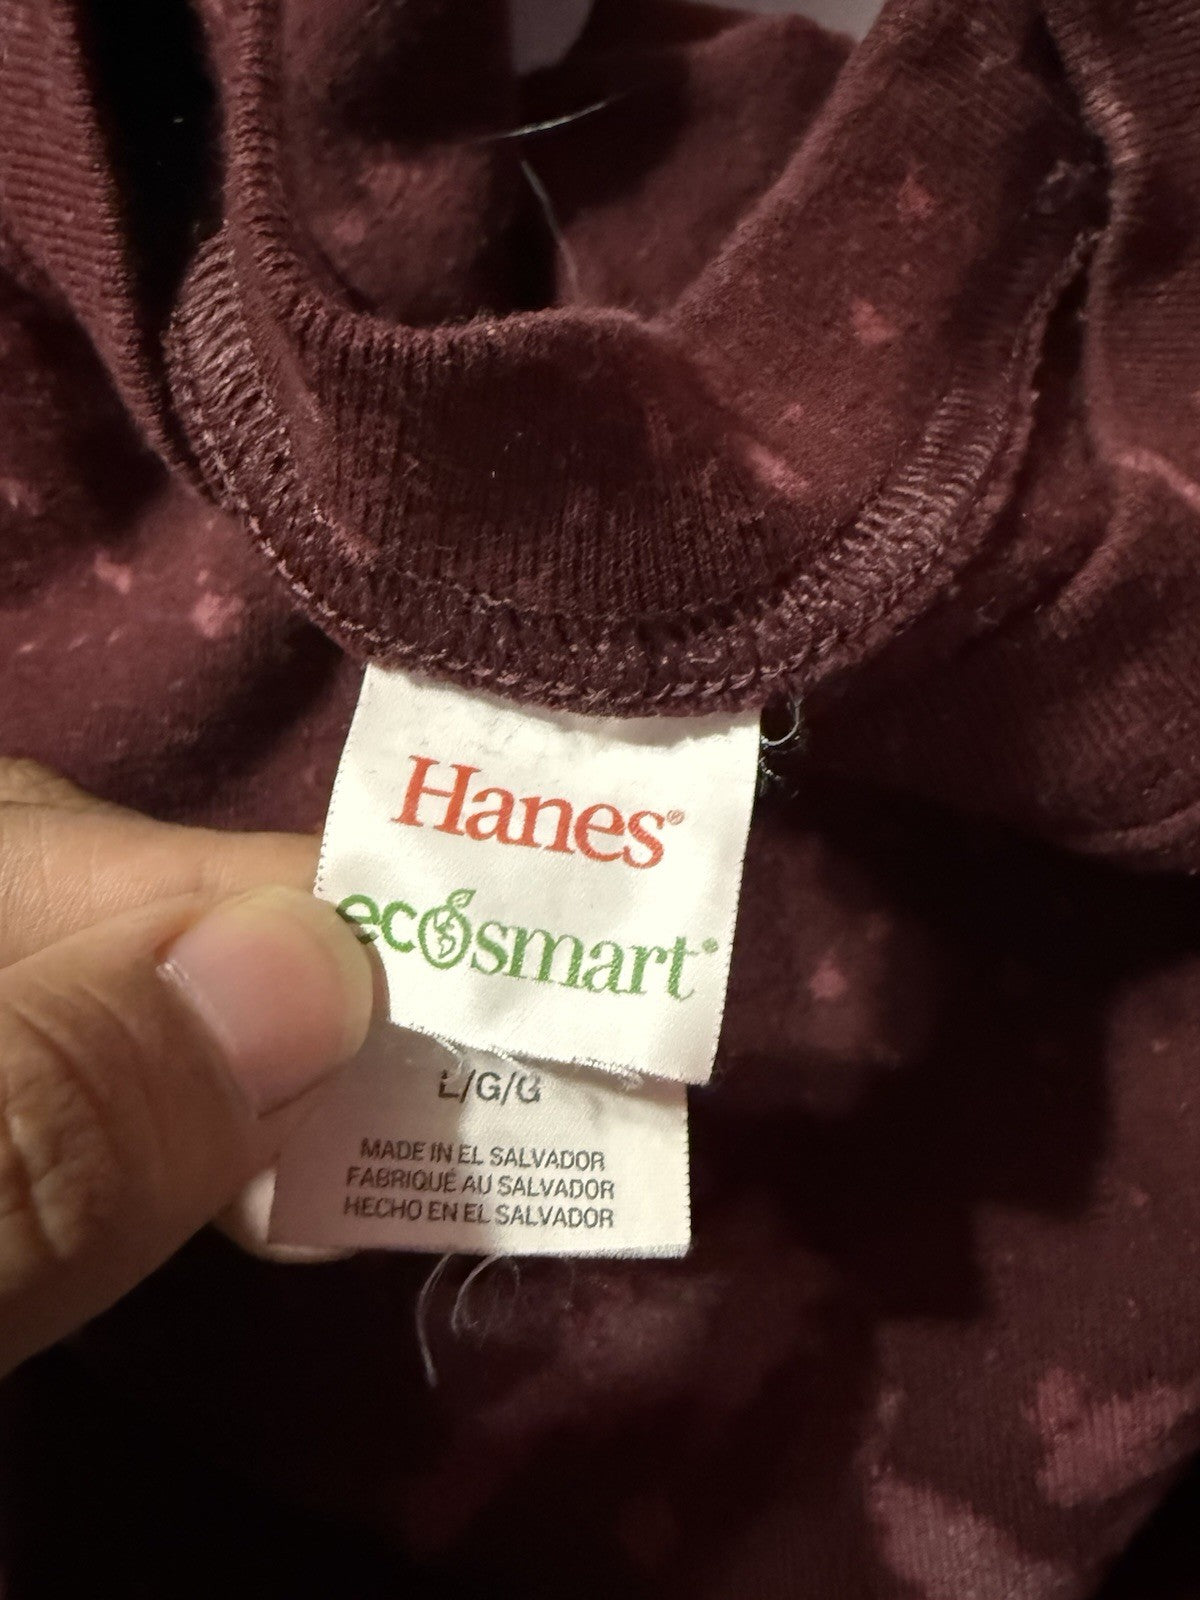 Hanes®
ecosmart®
L/G/G
MADE IN EL SALVADOR
FABRIQUÉ AU SALVADOR
HECHO EN EL SALVADOR